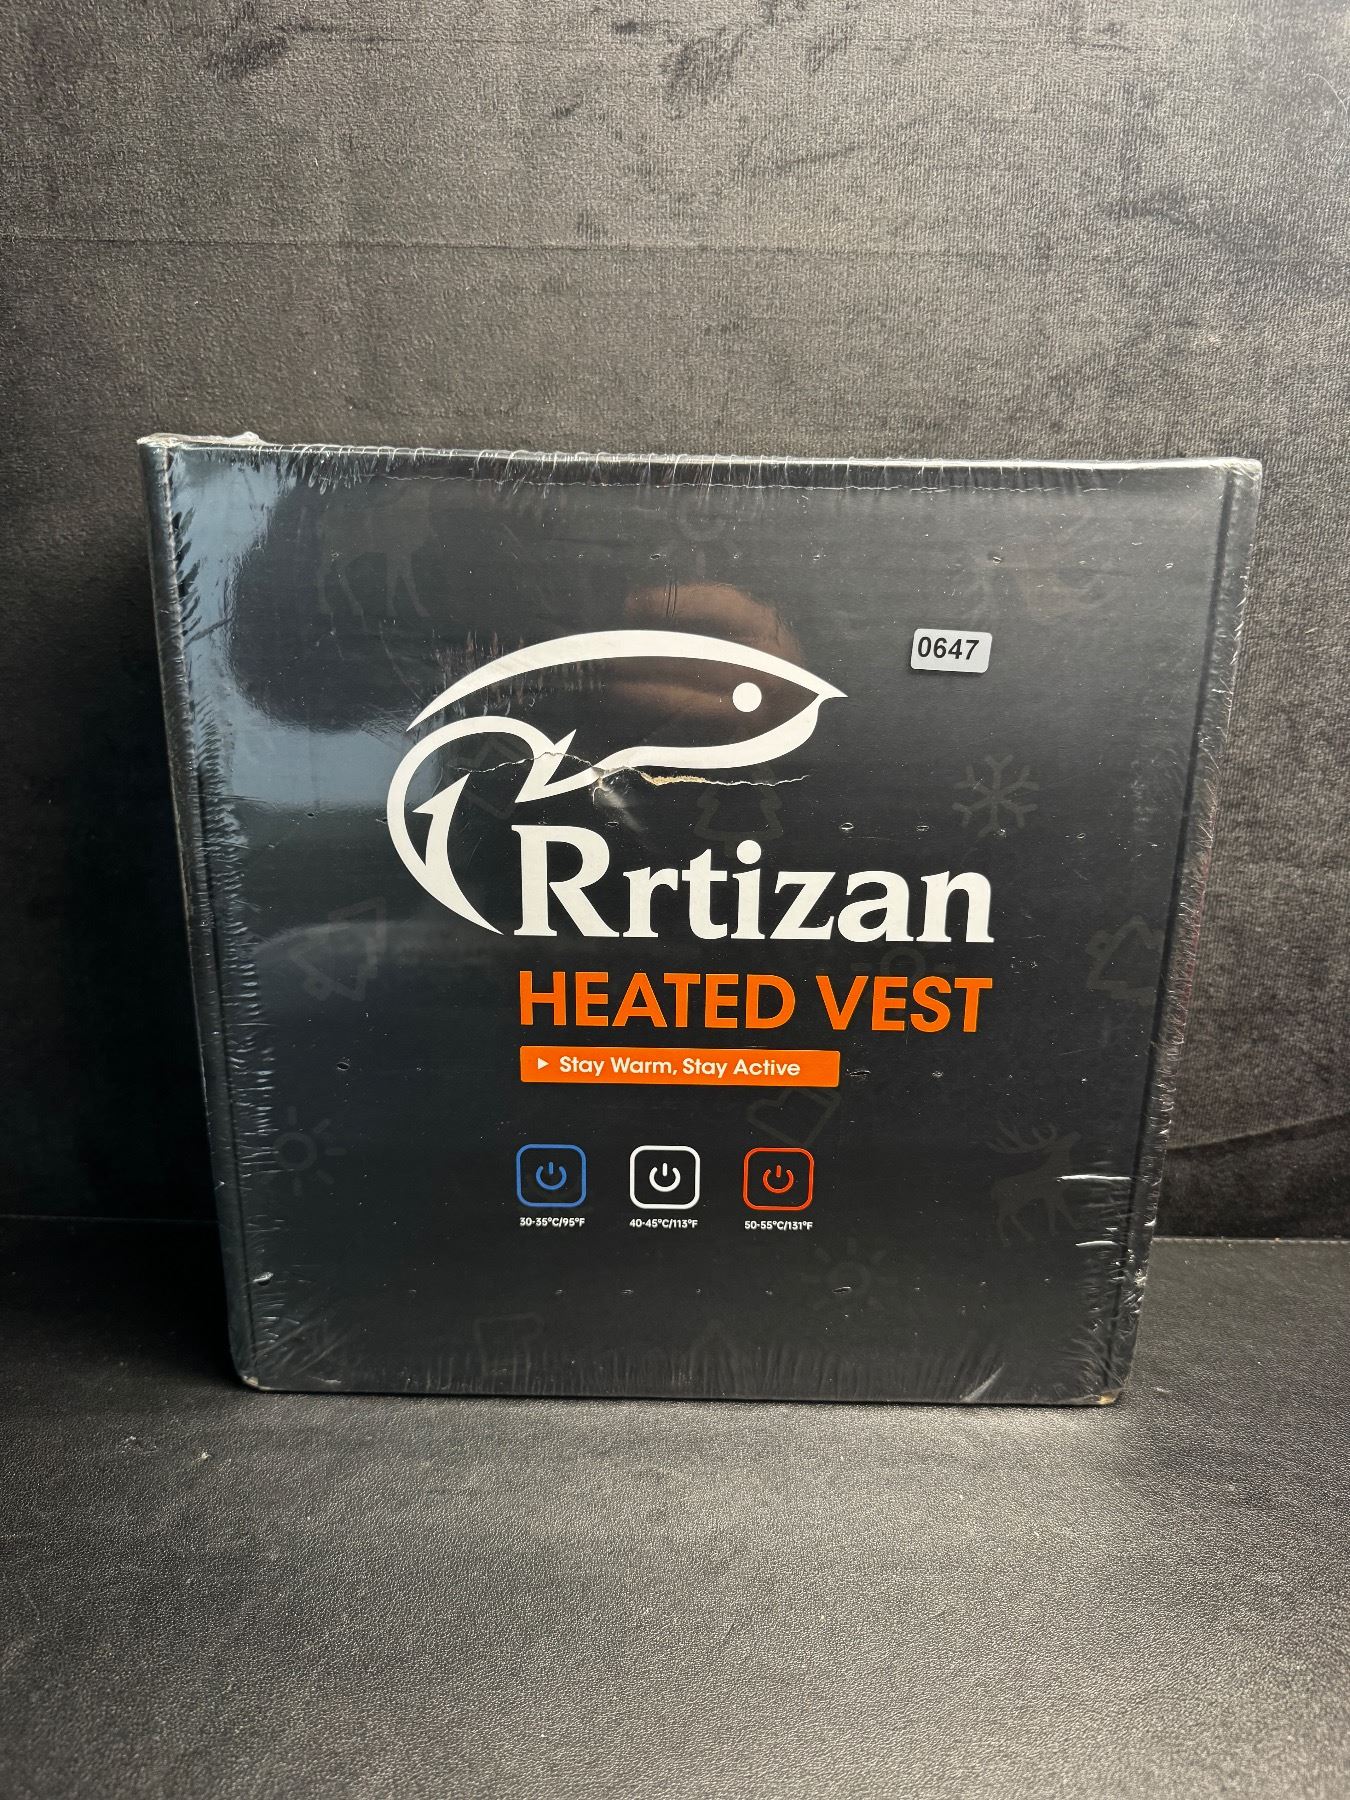 0647
Rrtizan
HEATED VEST
Stay Warm, Stay Active
30-35°C/95°F 40-45°C/113°F 50-55°C/131°F